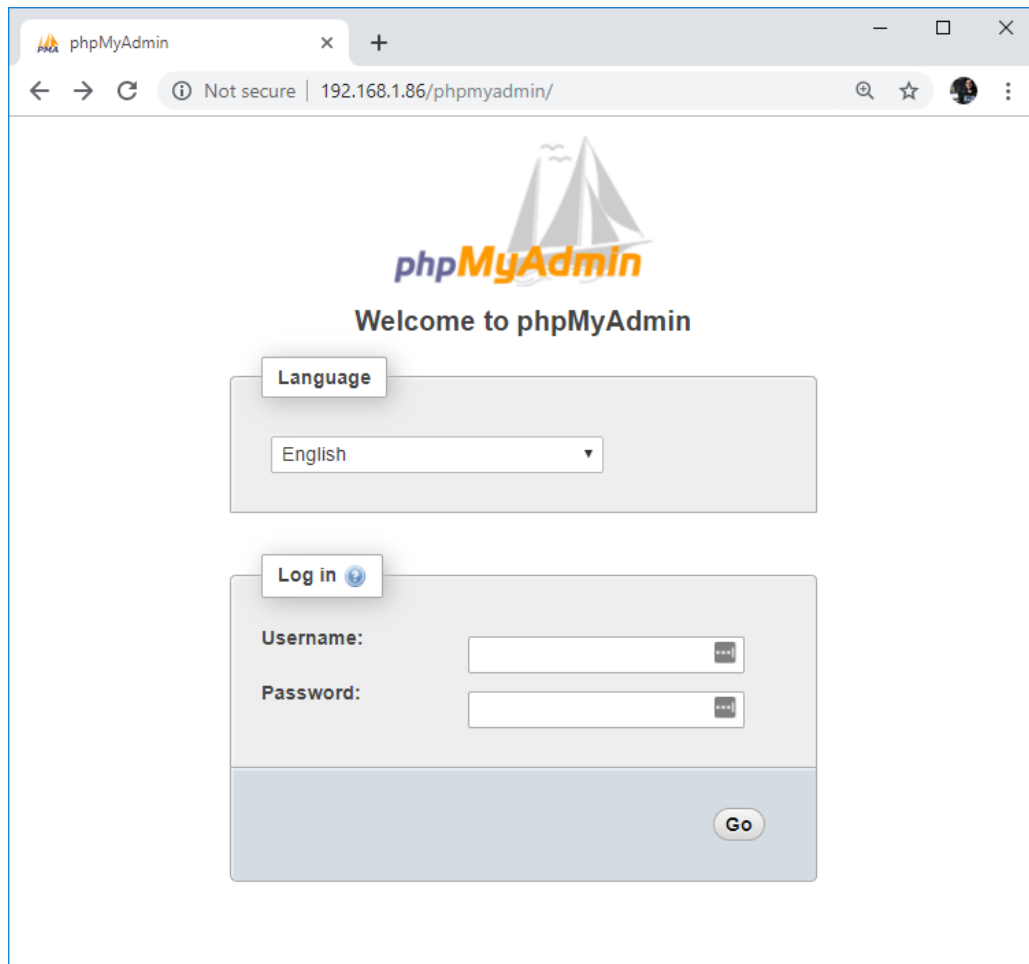 PMA phpMyAdmin
Not secure 192.168.1.86/phpmyadmin/
phpMyAdmin
Welcome to phpMyAdmin
Language
English
Log in
Username:
Password:
Go